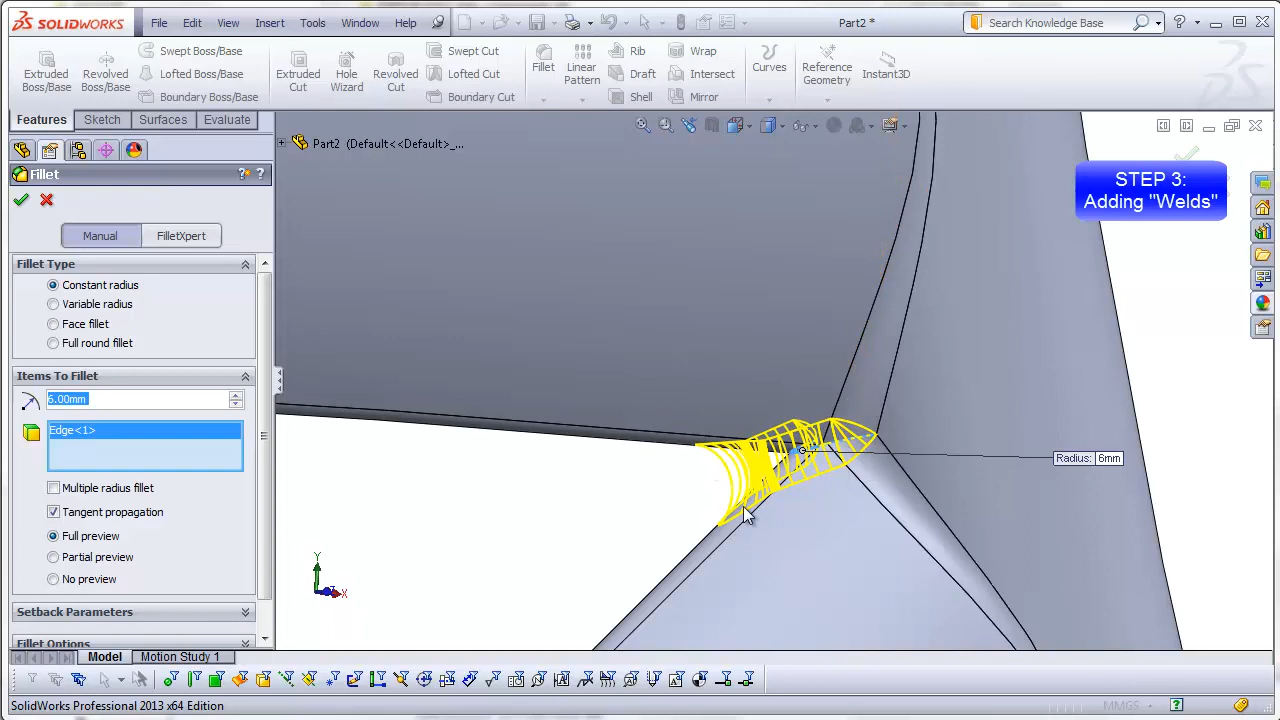 SOLIDWORKS
File Edit View Insert Tools Window Help
Part2 *
Search Knowledge Base
Extruded Boss/Base
Revolved Boss/Base
Swept Boss/Base
Lofted Boss/Base
Boundary Boss/Base
Extruded Cut
Hole Wizard
Revolved Cut
Swept Cut
Lofted Cut
Boundary Cut
Fillet
Linear Pattern
Rib
Draft
Shell
Wrap
Intersect
Mirror
Curves
Reference Geometry
Instant3D
Features Sketch Surfaces Evaluate
Part2 (Default<<Default>_...
Fillet
STEP 3:
Adding "Welds"
Manual FilletXpert
Fillet Type
Constant radius
Variable radius
Face fillet
Full round fillet
Items To Fillet
6.00mm
Edge<1>
Radius: 6mm
Multiple radius fillet
Tangent propagation
Full preview
Partial preview
No preview
Setback Parameters
Fillet Options
Y
Z
X
Model Motion Study 1
SolidWorks Professional 2013 x64 Edition
MMGS